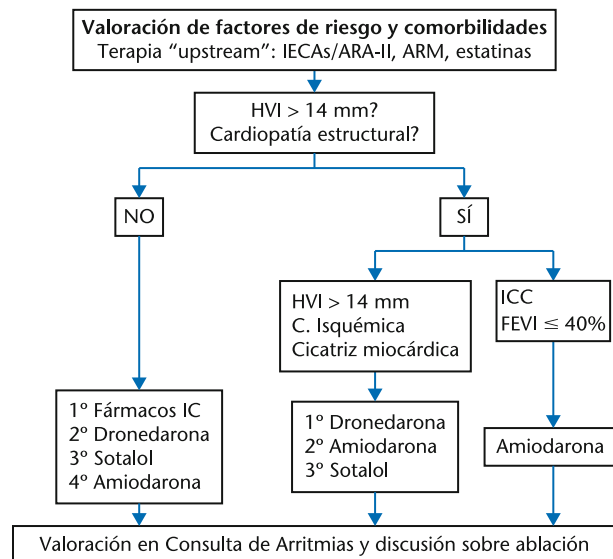 Valoración de factores de riesgo y comorbilidades
Terapia “upstream”: IECAs/ARA-II, ARM, estatinas
HVI > 14 mm?
Cardiopatía estructural?
NO
SÍ
HVI > 14 mm
C. Isquémica
Cicatriz miocárdica
ICC
FEVI ≤ 40%
1º Fármacos IC
2º Dronedarona
3º Sotalol
4º Amiodarona
1º Dronedarona
2º Amiodarona
3º Sotalol
Amiodarona
Valoración en Consulta de Arritmias y discusión sobre ablación